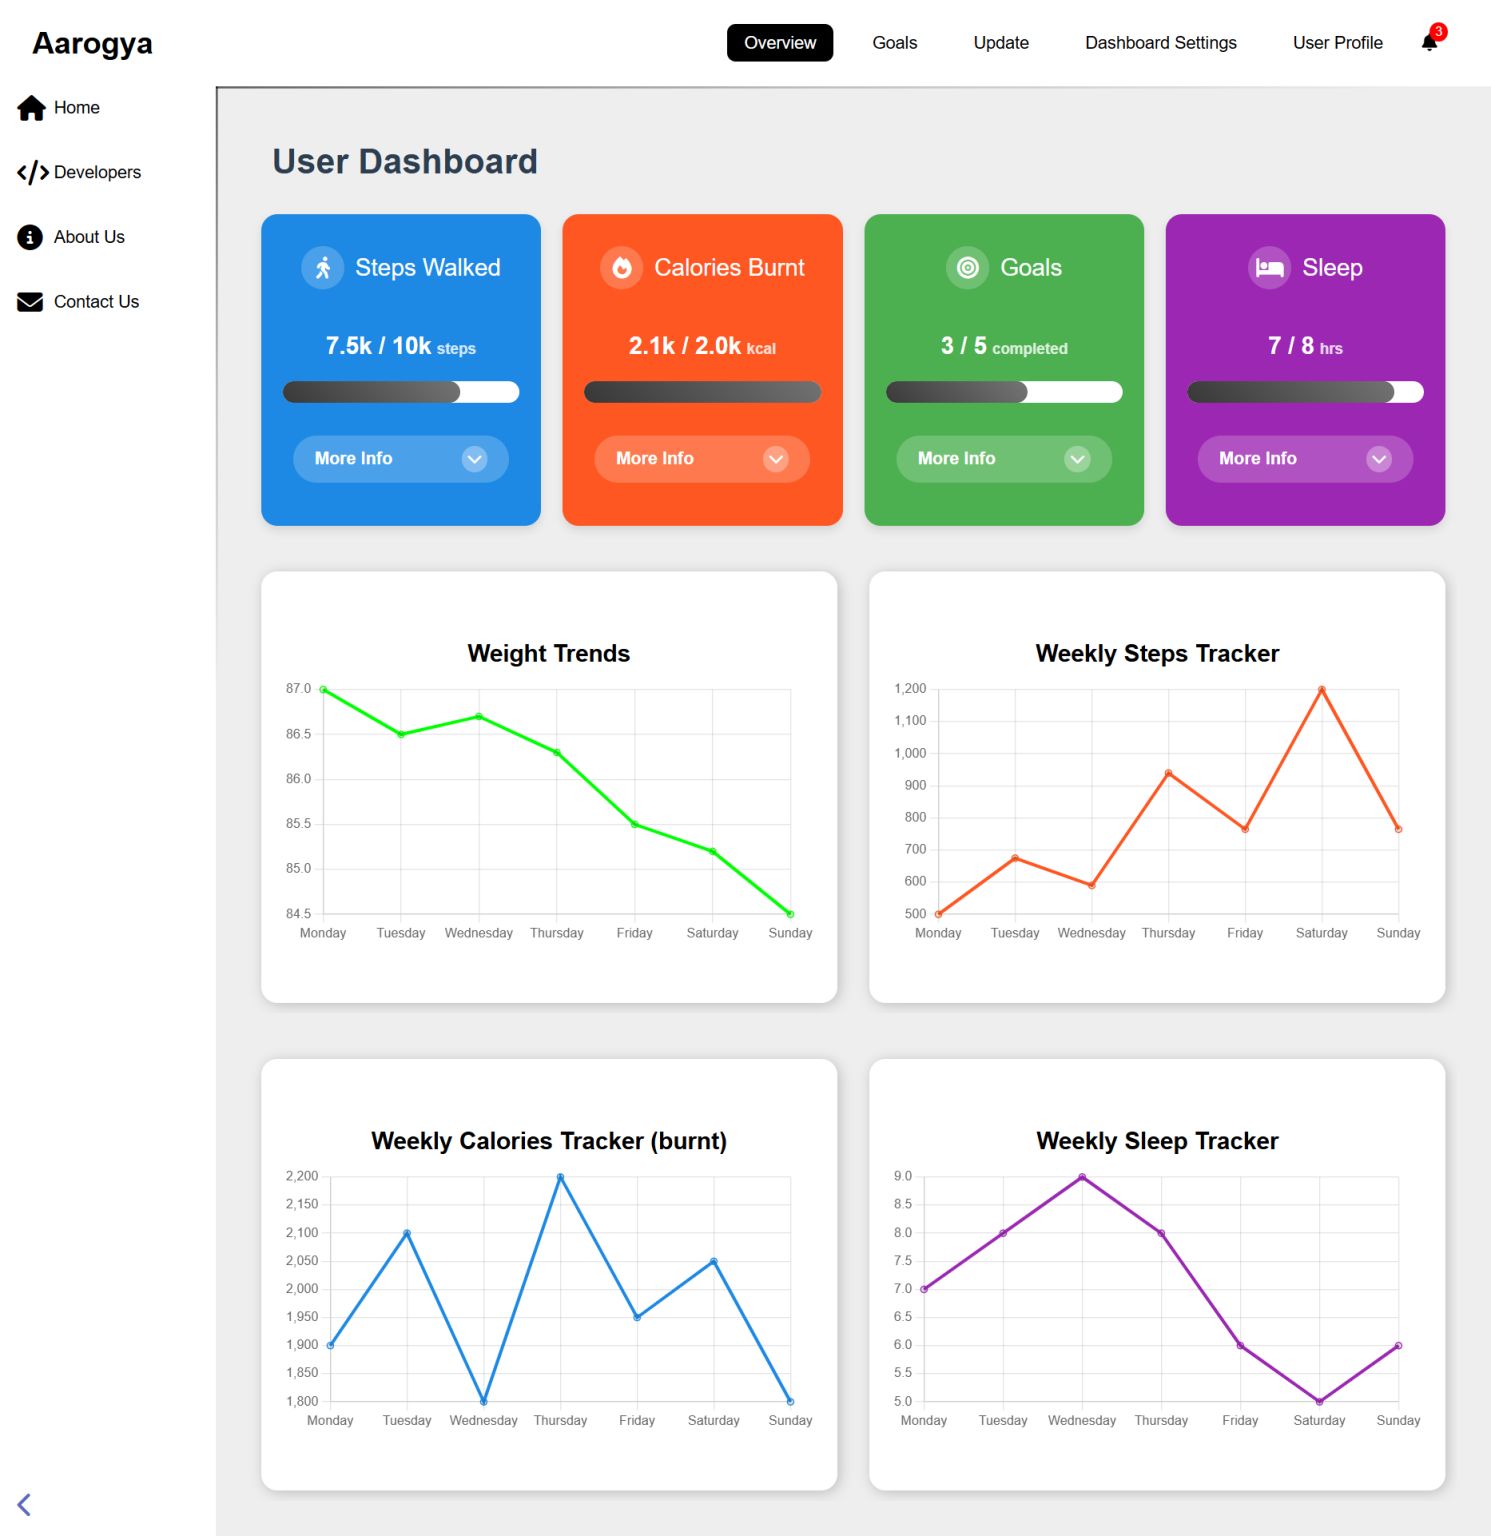 Aarogya
Overview
Goals
Update
Dashboard Settings
User Profile
3
Home
Developers
About Us
Contact Us
User Dashboard
Steps Walked
7.5k / 10k steps
More Info
Calories Burnt
2.1k / 2.0k kcal
More Info
Goals
3 / 5 completed
More Info
Sleep
7 / 8 hrs
More Info
Weight Trends
87.0
86.5
86.0
85.5
85.0
84.5
Monday Tuesday Wednesday Thursday Friday Saturday Sunday
Weekly Steps Tracker
1,200
1,100
1,000
900
800
700
600
500
Monday Tuesday Wednesday Thursday Friday Saturday Sunday
Weekly Calories Tracker (burnt)
2,200
2,150
2,100
2,050
2,000
1,950
1,900
1,850
1,800
Monday Tuesday Wednesday Thursday Friday Saturday Sunday
Weekly Sleep Tracker
9.0
8.5
8.0
7.5
7.0
6.5
6.0
5.5
5.0
Monday Tuesday Wednesday Thursday Friday Saturday Sunday